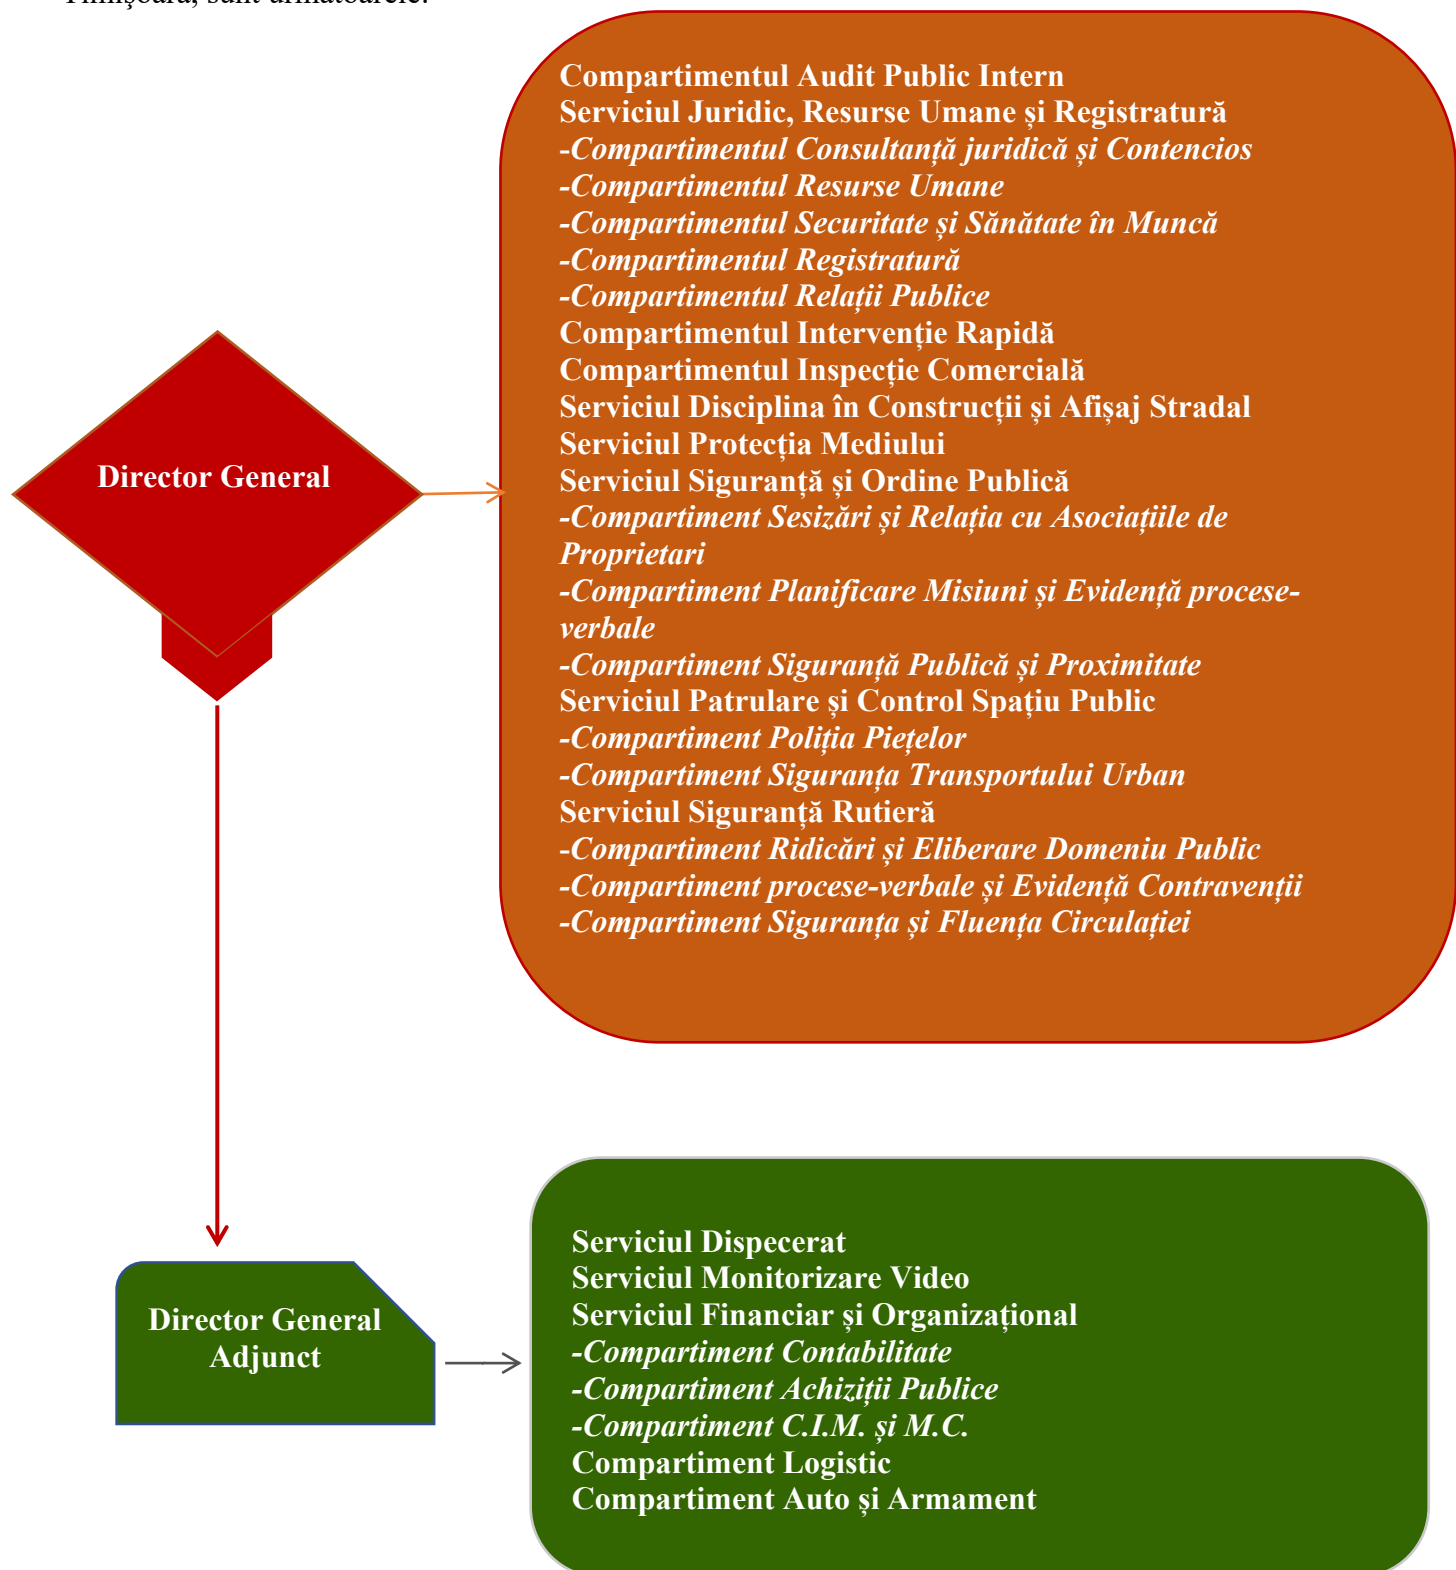 Timişoara, sunt următoarele:
Compartimentul Audit Public Intern
Serviciul Juridic, Resurse Umane și Registratură
-Compartimentul Consultanță juridică și Contencios
-Compartimentul Resurse Umane
-Compartimentul Securitate și Sănătate în Muncă
-Compartimentul Registratură
-Compartimentul Relații Publice
Compartimentul Intervenție Rapidă
Compartimentul Inspecție Comercială
Serviciul Disciplina în Construcții și Afișaj Stradal
Serviciul Protecția Mediului
Serviciul Siguranță și Ordine Publică
-Compartiment Sesizări și Relația cu Asociațiile de
Proprietari
-Compartiment Planificare Misiuni și Evidență procese-
verbale
-Compartiment Siguranță Publică și Proximitate
Serviciul Patrulare și Control Spațiu Public
-Compartiment Poliția Piețelor
-Compartiment Siguranța Transportului Urban
Serviciul Siguranță Rutieră
-Compartiment Ridicări și Eliberare Domeniu Public
-Compartiment procese-verbale și Evidență Contravenții
-Compartiment Siguranța și Fluența Circulației
Director General
Director General
Adjunct
Serviciul Dispecerat
Serviciul Monitorizare Video
Serviciul Financiar și Organizațional
-Compartiment Contabilitate
-Compartiment Achiziții Publice
-Compartiment C.I.M. și M.C.
Compartiment Logistic
Compartiment Auto și Armament